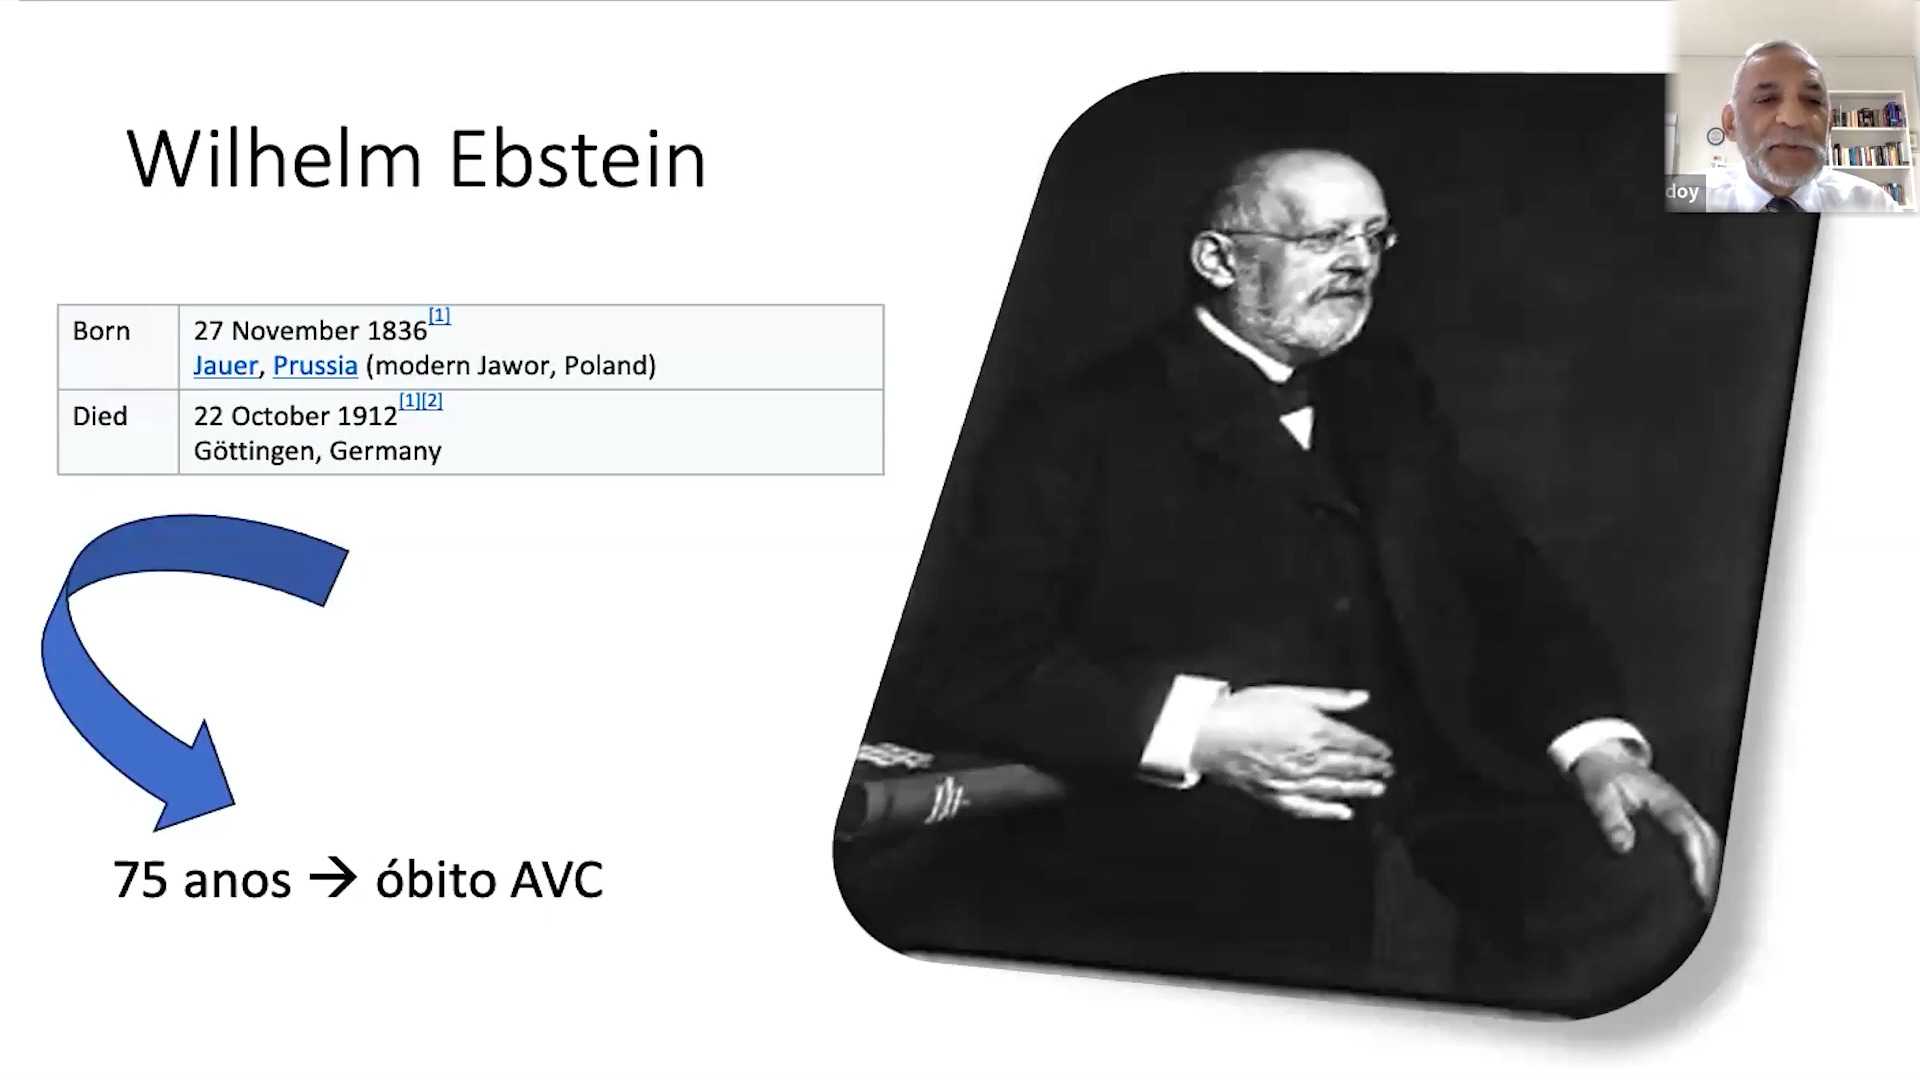 Wilhelm Ebstein
doy
Born
27 November 1836[1]
Jauer, Prussia (modern Jawor, Poland)
Died
22 October 1912[1][2]
Göttingen, Germany
75 anos → óbito AVC